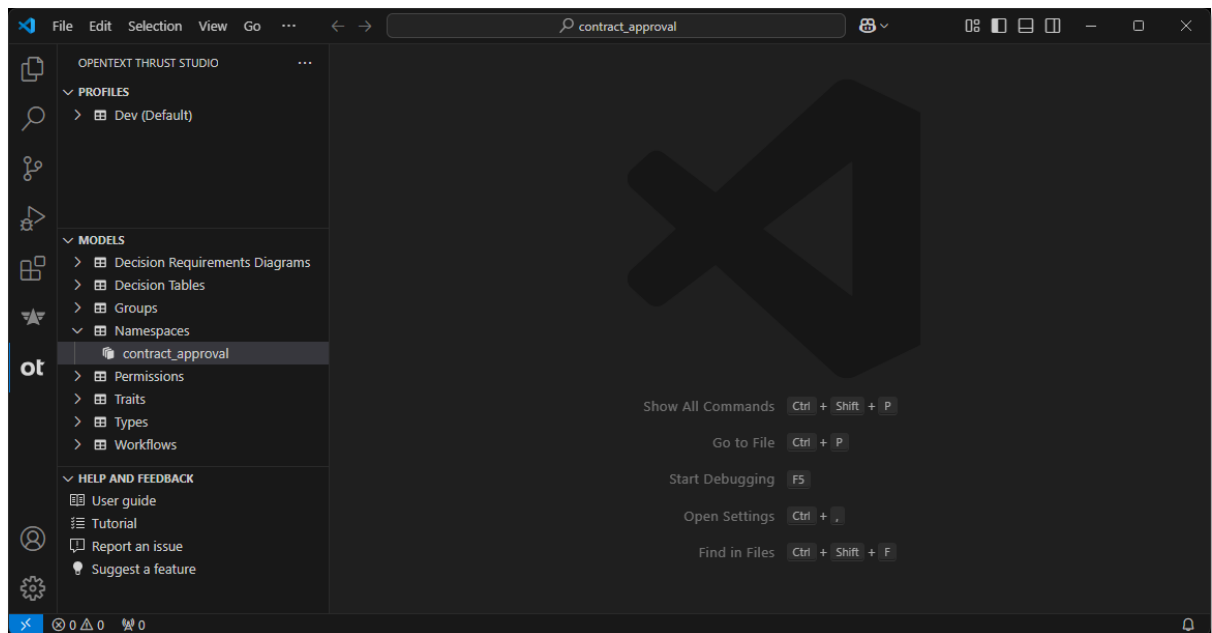 File Edit Selection View Go ··· contract_approval
OPENTEXT THRUST STUDIO ···
PROFILES
Dev (Default)
MODELS
Decision Requirements Diagrams
Decision Tables
Groups
Namespaces
contract_approval
ot
Permissions
Traits
Types
Workflows
HELP AND FEEDBACK
User guide
Tutorial
Report an issue
Suggest a feature
Show All Commands Ctrl + Shift + P
Go to File Ctrl + P
Start Debugging F5
Open Settings Ctrl + ,
Find in Files Ctrl + Shift + F
0 0 0